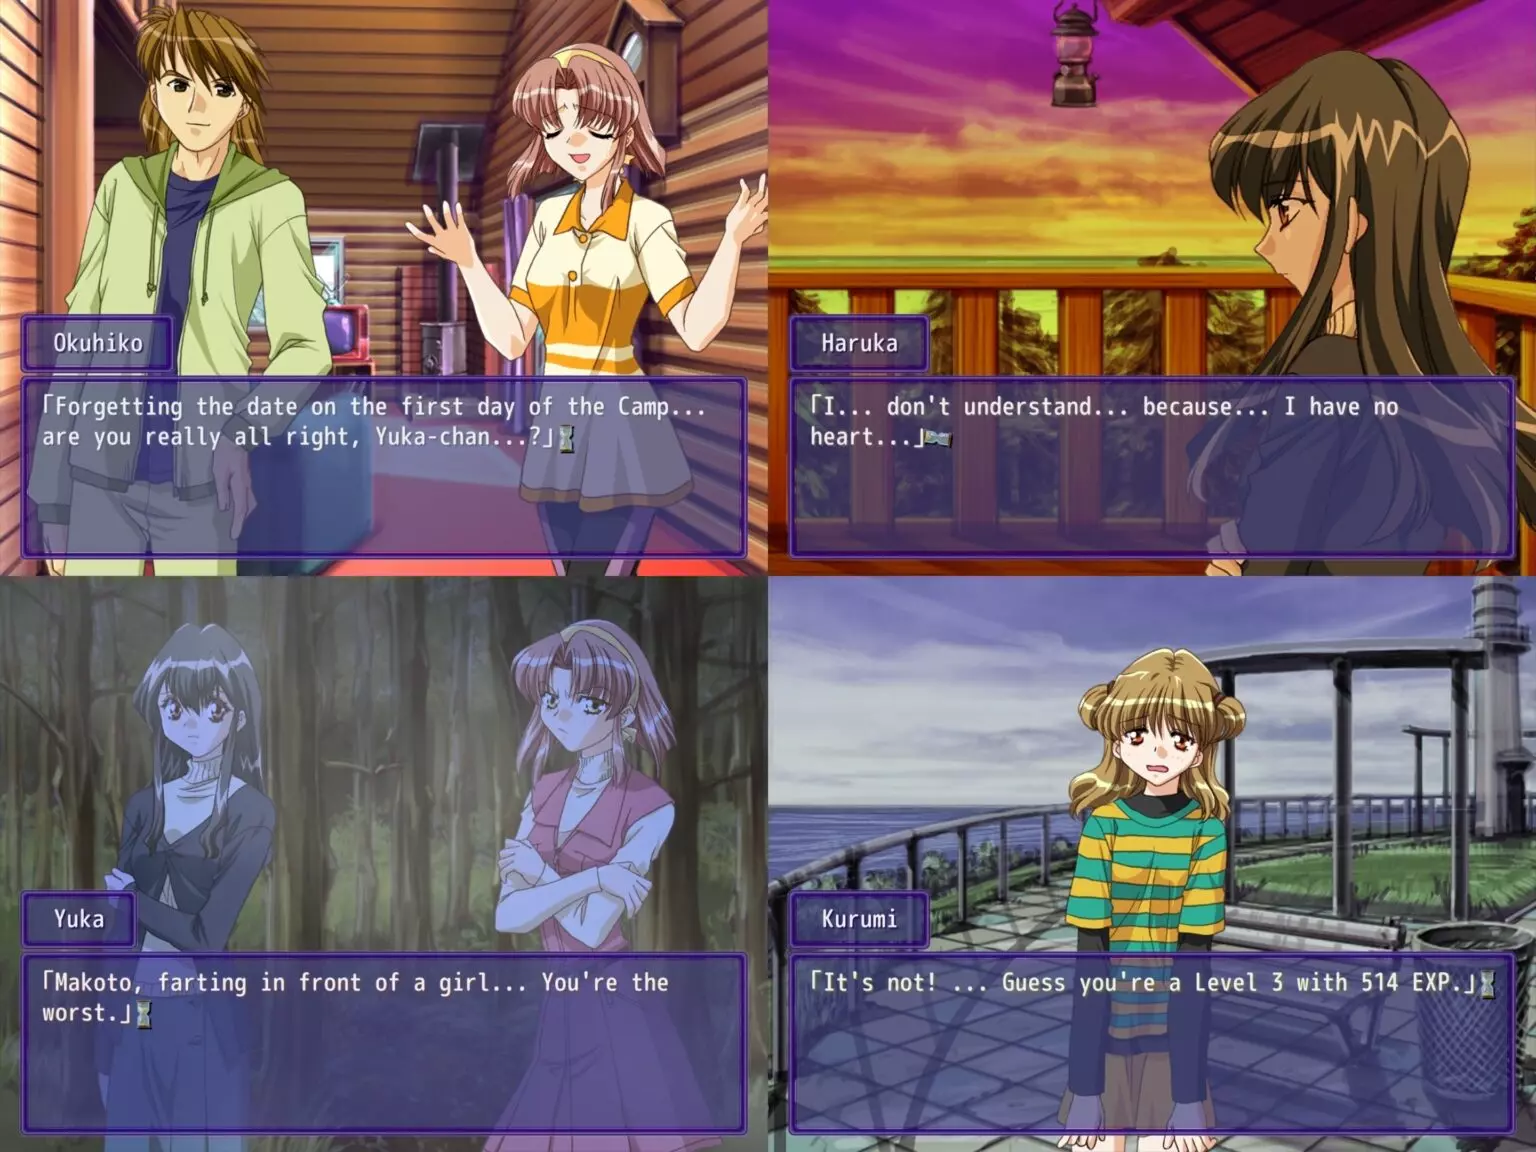 Okuhiko
「Forgetting the date on the first day of the Camp...
are you really all right, Yuka-chan...?」
Haruka
「I... don't understand... because... I have no
heart...」
Yuka
「Makoto, farting in front of a girl... You're the
worst.」
Kurumi
「It's not! ... Guess you're a Level 3 with 514 EXP.」